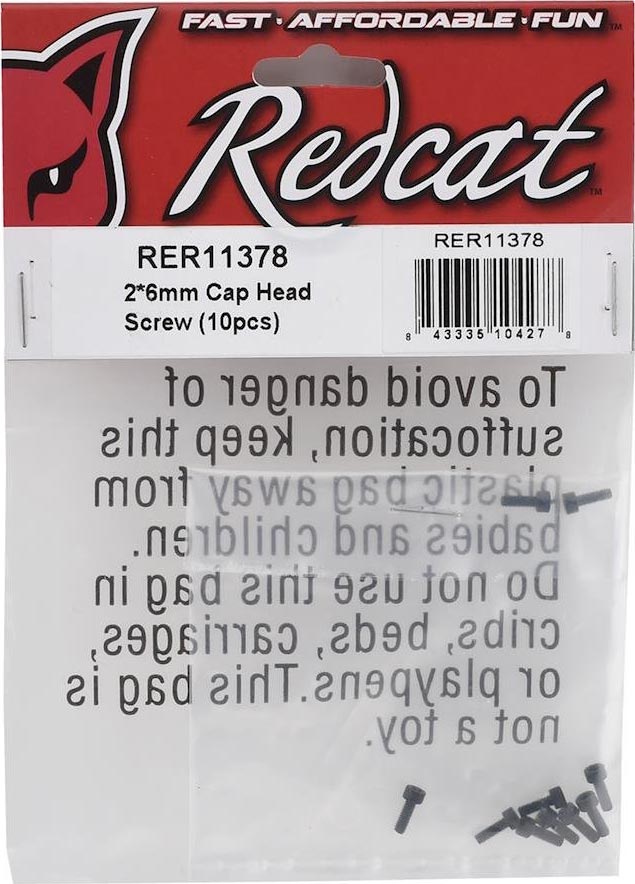 FAST · AFFORDABLE · FUN TM
Redcat TM
RER11378
2*6mm Cap Head
Screw (10pcs)
RER11378
8 43335 10427 8
To avoid danger of
suffocation, keep this
plastic bag away from
babies and children.
Do not use this bag in
cribs, beds, carriages,
or playpens.This bag is
not a toy.